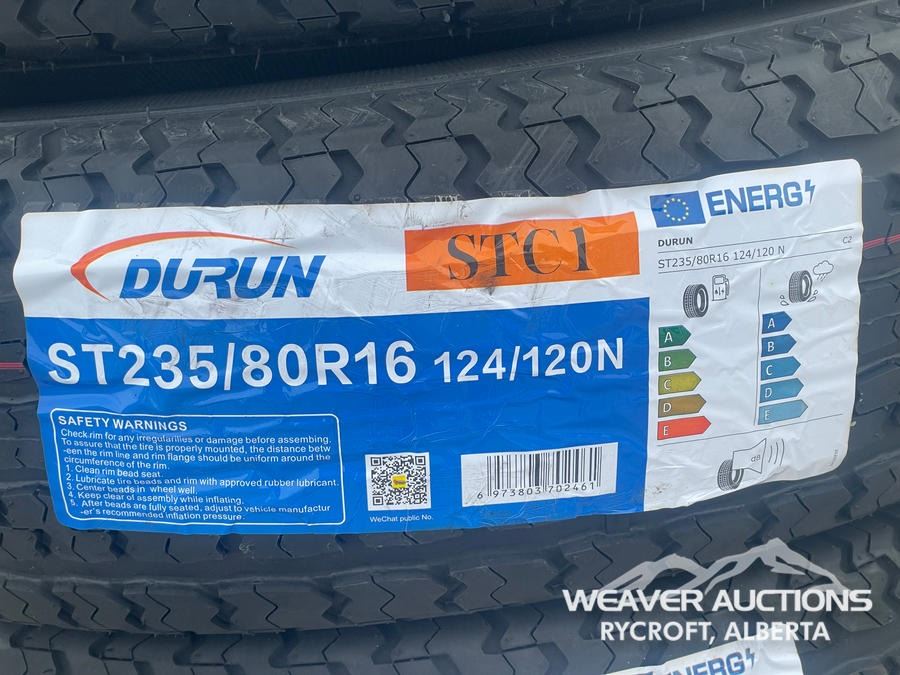 DURUN
STC1
ST235/80R16 124/120N
SAFETY WARNINGS
Check rim for any irregularities or damage before assembling.
To assure that the tire is properly mounted, the distance betw
-een the rim line and rim flange should be uniform around the
circumference of the rim.
1. Clean rim bead seat.
2. Lubricate tire beads and rim with approved rubber lubricant.
3. Center beads in wheel well.
4. Keep clear of assembly while inflating.
5. After beads are fully seated, adjust to vehicle manufactur
-er's recommended inflation pressure.
WeChat public No.
6 973803 702461
ENERG
DURUN C2
ST235/80R16 124/120 N
A A
B B
C C
D D
E E
dB
WEAVER AUCTIONS
RYCROFT, ALBERTA
ENERG